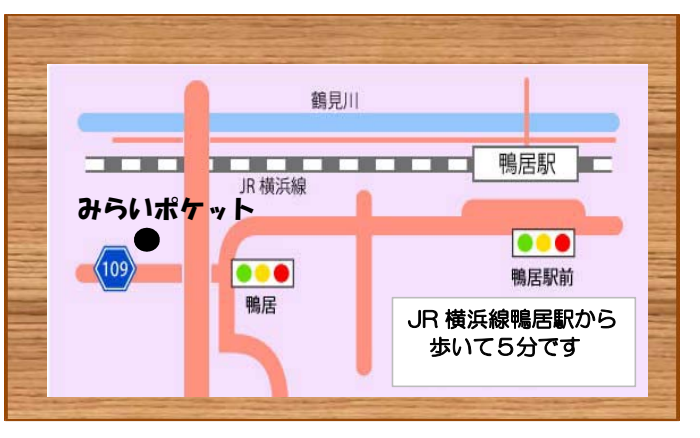 鶴見川
鴨居駅
JR 横浜線
みらいポケット
109
鴨居
鴨居駅前
JR 横浜線鴨居駅から
歩いて５分です